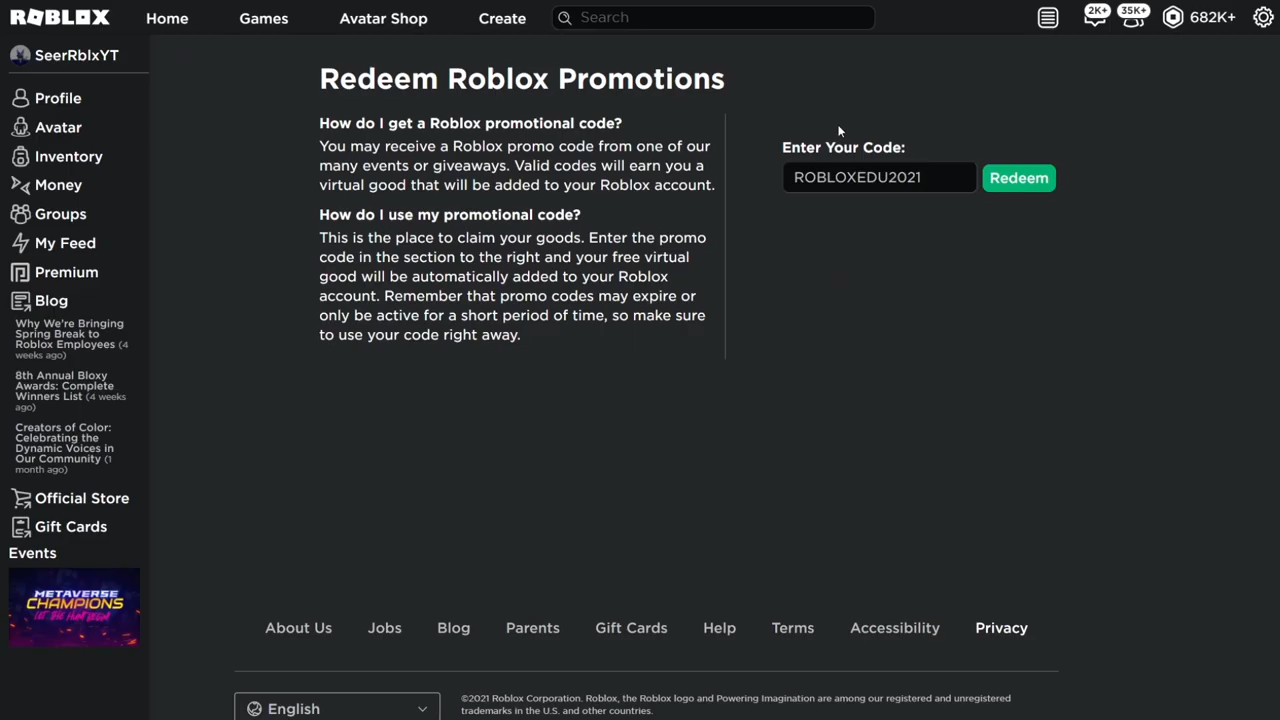 ROBLOX
Home
Games
Avatar Shop
Create
Search
2K+
35K+
682K+
SeerRblxYT
Profile
Avatar
Inventory
Money
Groups
My Feed
Premium
Blog
Why We're Bringing
Spring Break to
Roblox Employees (4
weeks ago)
8th Annual Bloxy
Awards: Complete
Winners List (4 weeks
ago)
Creators of Color:
Celebrating the
Dynamic Voices in
Our Community (1
month ago)
Official Store
Gift Cards
Events
METAVERSE
CHAMPIONS
LET THE HUNT BEGIN!
Redeem Roblox Promotions
How do I get a Roblox promotional code?
You may receive a Roblox promo code from one of our
many events or giveaways. Valid codes will earn you a
virtual good that will be added to your Roblox account.
How do I use my promotional code?
This is the place to claim your goods. Enter the promo
code in the section to the right and your free virtual
good will be automatically added to your Roblox
account. Remember that promo codes may expire or
only be active for a short period of time, so make sure
to use your code right away.
Enter Your Code:
ROBLOXEDU2021
Redeem
About Us
Jobs
Blog
Parents
Gift Cards
Help
Terms
Accessibility
Privacy
English
©2021 Roblox Corporation. Roblox, the Roblox logo and Powering Imagination are among our registered and unregistered
trademarks in the U.S. and other countries.